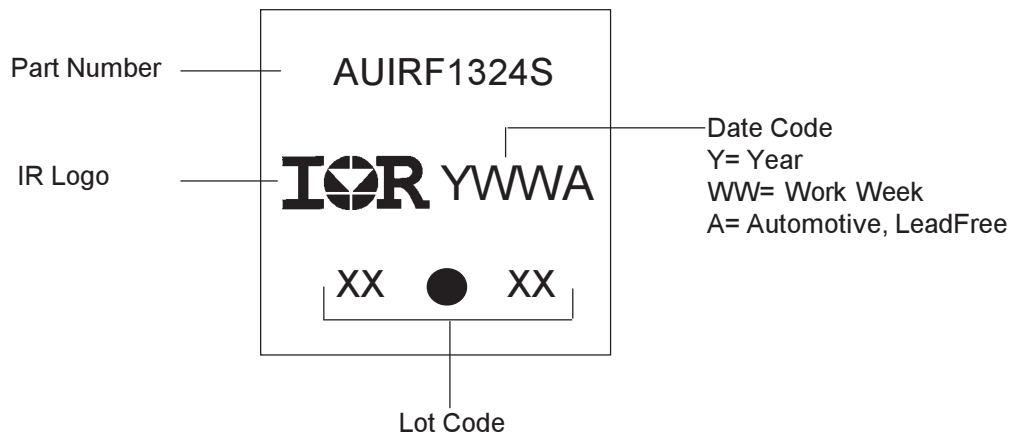 Part Number
AUIRF1324S
IR Logo
IOR YWWA
Date Code
Y= Year
WW= Work Week
A= Automotive, LeadFree
XX XX
Lot Code